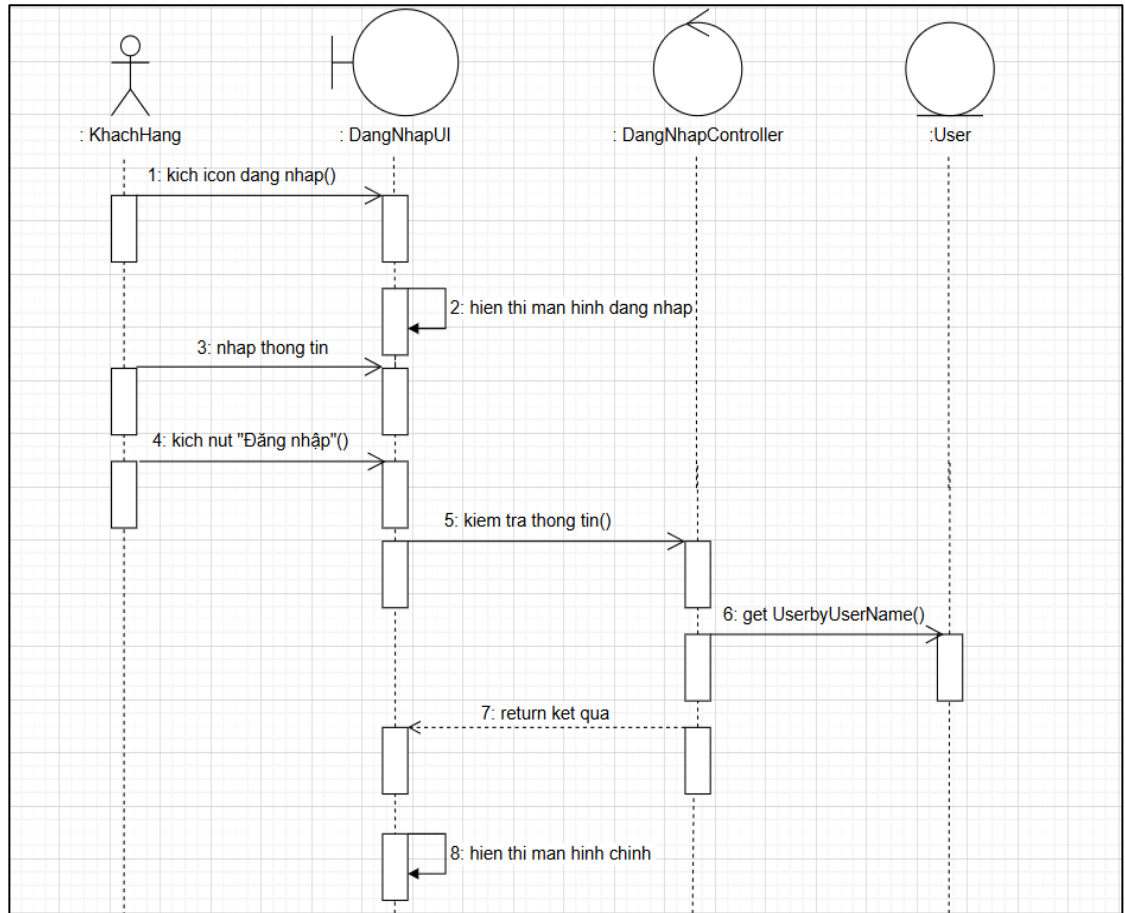 : KhachHang
: DangNhapUI
: DangNhapController
:User
1: kich icon dang nhap()
2: hien thi man hinh dang nhap
3: nhap thong tin
4: kich nut "Đăng nhập"()
5: kiem tra thong tin()
6: get UserbyUserName()
7: return ket qua
8: hien thi man hinh chinh